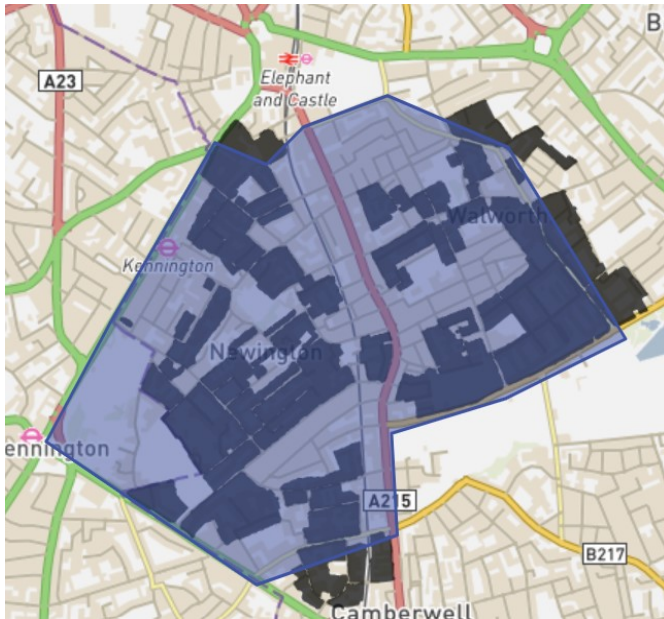 B
A23
Elephant
and Castle
Walworth
Kennington
Newington
ennington
A215
B217
Camberwell